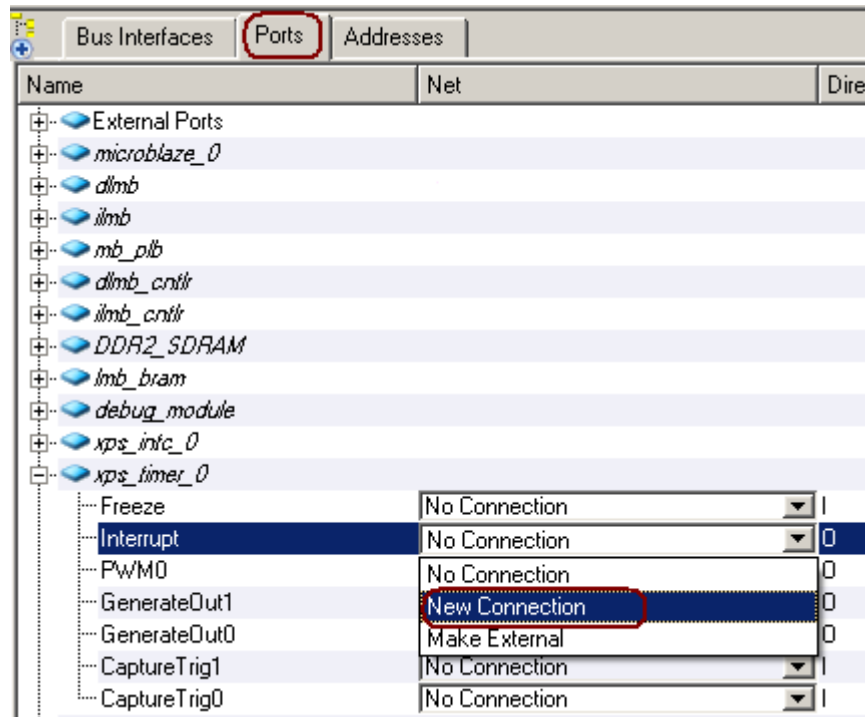 Bus Interfaces Ports Addresses
Name Net Dire
External Ports
microblaze_0
dlmb
ilmb
mb_plb
dlmb_cntlr
ilmb_cntlr
DDR2_SDRAM
lmb_bram
debug_module
xps_intc_0
xps_timer_0
Freeze No Connection I
Interrupt No Connection O
PWM0 No Connection O
GenerateOut1 New Connection O
GenerateOut0 Make External O
CaptureTrig1 No Connection I
CaptureTrig0 No Connection I